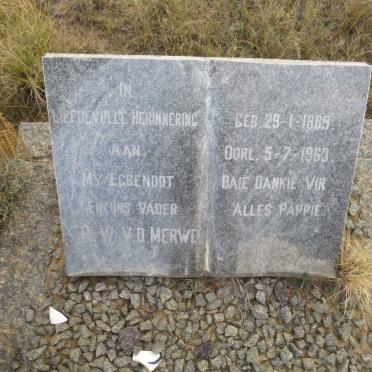 IN
LIEFDEVOLLE HERINNERING
AAN
MY EGGENOOT
EN ONS VADER
P. W. V.D. MERWE
GEB. 29-1-1889.
OORL. 5-7-1963.
BAIE DANKIE VIR
ALLES PAPPIE.